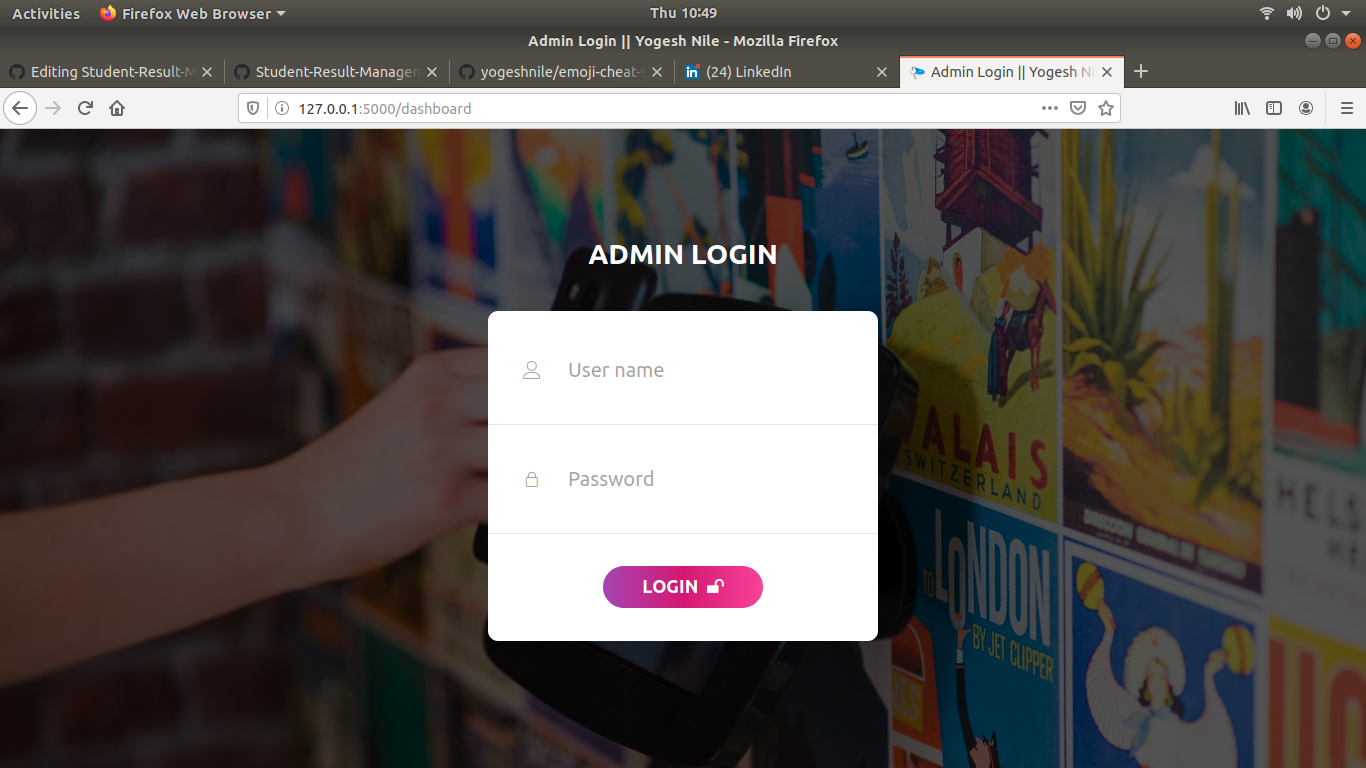 Activities Firefox Web Browser Thu 10:49
Admin Login || Yogesh Nile - Mozilla Firefox
Editing Student-Result-M Student-Result-Managem yogeshnile/emoji-cheat-s (24) LinkedIn Admin Login || Yogesh Ni
127.0.0.1:5000/dashboard
ADMIN LOGIN
User name
Password
LOGIN
VALAIS
SWITZERLAND
TO LONDON
BY JET CLIPPER
HELS